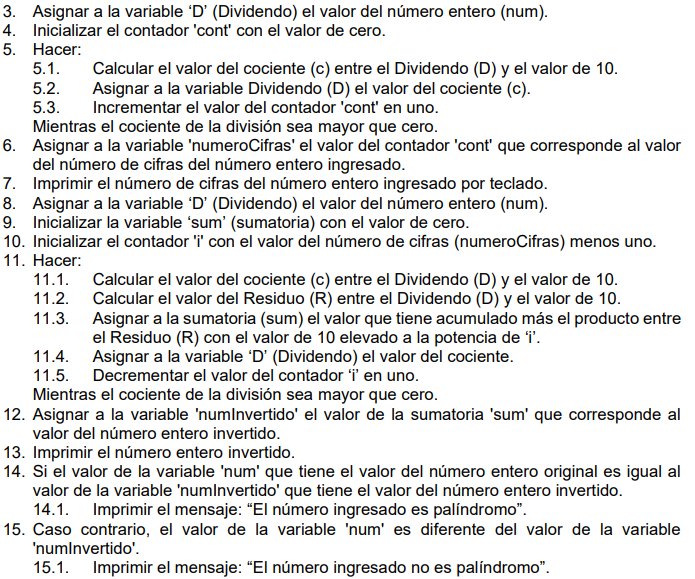 3. Asignar a la variable ‘D’ (Dividendo) el valor del número entero (num).
4. Inicializar el contador 'cont' con el valor de cero.
5. Hacer:
5.1. Calcular el valor del cociente (c) entre el Dividendo (D) y el valor de 10.
5.2. Asignar a la variable Dividendo (D) el valor del cociente (c).
5.3. Incrementar el valor del contador 'cont' en uno.
Mientras el cociente de la división sea mayor que cero.
6. Asignar a la variable 'numeroCifras' el valor del contador 'cont' que corresponde al valor
del número de cifras del número entero ingresado.
7. Imprimir el número de cifras del número entero ingresado por teclado.
8. Asignar a la variable ‘D’ (Dividendo) el valor del número entero (num).
9. Inicializar la variable ‘sum’ (sumatoria) con el valor de cero.
10. Inicializar el contador 'i' con el valor del número de cifras (numeroCifras) menos uno.
11. Hacer:
11.1. Calcular el valor del cociente (c) entre el Dividendo (D) y el valor de 10.
11.2. Calcular el valor del Residuo (R) entre el Dividendo (D) y el valor de 10.
11.3. Asignar a la sumatoria (sum) el valor que tiene acumulado más el producto entre
el Residuo (R) con el valor de 10 elevado a la potencia de ‘i’.
11.4. Asignar a la variable ‘D’ (Dividendo) el valor del cociente.
11.5. Decrementar el valor del contador ‘i’ en uno.
Mientras el cociente de la división sea mayor que cero.
12. Asignar a la variable 'numInvertido' el valor de la sumatoria 'sum' que corresponde al
valor del número entero invertido.
13. Imprimir el número entero invertido.
14. Si el valor de la variable 'num' que tiene el valor del número entero original es igual al
valor de la variable 'numInvertido' que tiene el valor del número entero invertido.
14.1. Imprimir el mensaje: “El número ingresado es palíndromo”.
15. Caso contrario, el valor de la variable 'num' es diferente del valor de la variable
'numInvertido'.
15.1. Imprimir el mensaje: “El número ingresado no es palíndromo”.